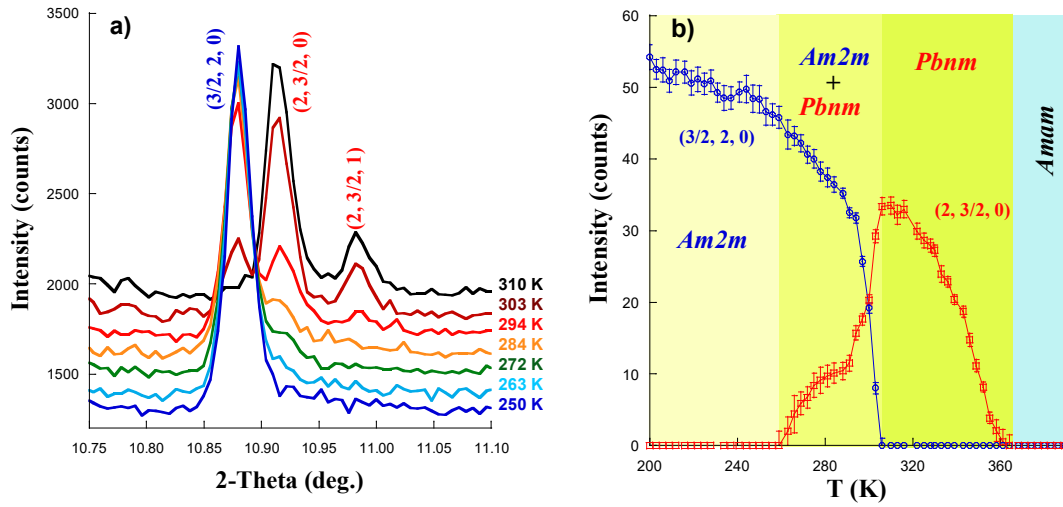 a)
(3/2, 2, 0)
(2, 3/2, 0)
(2, 3/2, 1)
3500
3000
2500
2000
1500
Intensity (counts)
310 K
303 K
294 K
284 K
272 K
263 K
250 K
10.75
10.80
10.85
10.90
10.95
11.00
11.05
11.10
2-Theta (deg.)
b)
Am2m
+
Pbnm
Pbnm
Amam
(3/2, 2, 0)
(2, 3/2, 0)
Am2m
60
50
40
30
20
10
0
Intensity (counts)
200
240
280
320
360
T (K)